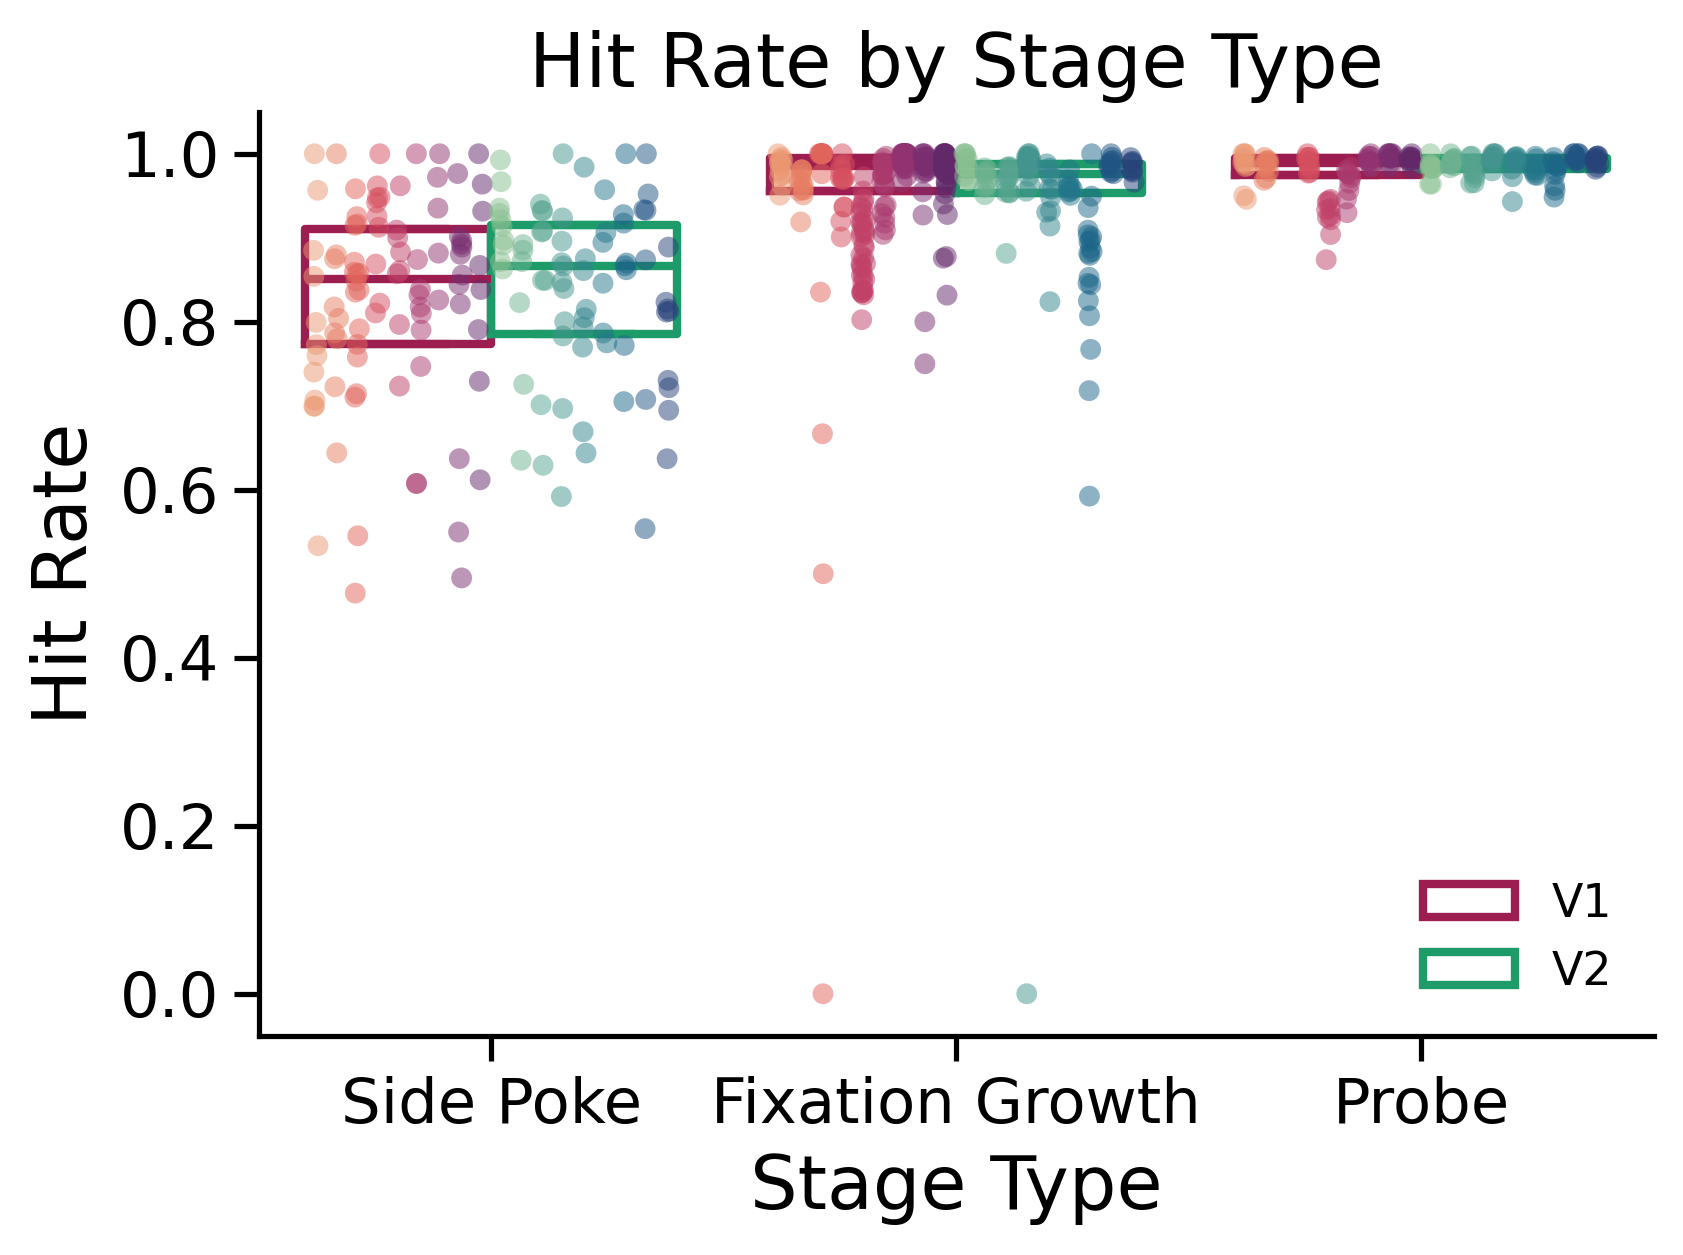 Hit Rate by Stage Type
Hit Rate
1.0
0.8
0.6
0.4
0.2
0.0
V1
V2
Side Poke
Fixation Growth
Probe
Stage Type